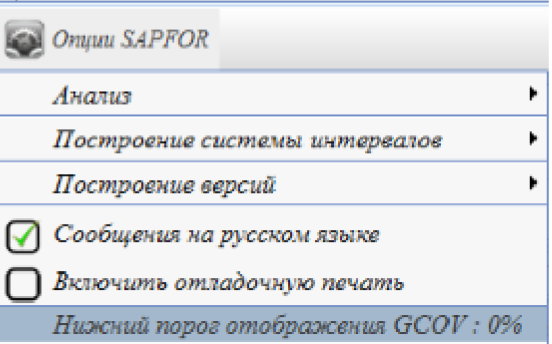 Опции SAPFOR
Анализ
Построение системы интервалов
Построение версий
Сообщения на русском языке
Включить отладочную печать
Нижний порог отображения GCOV : 0%